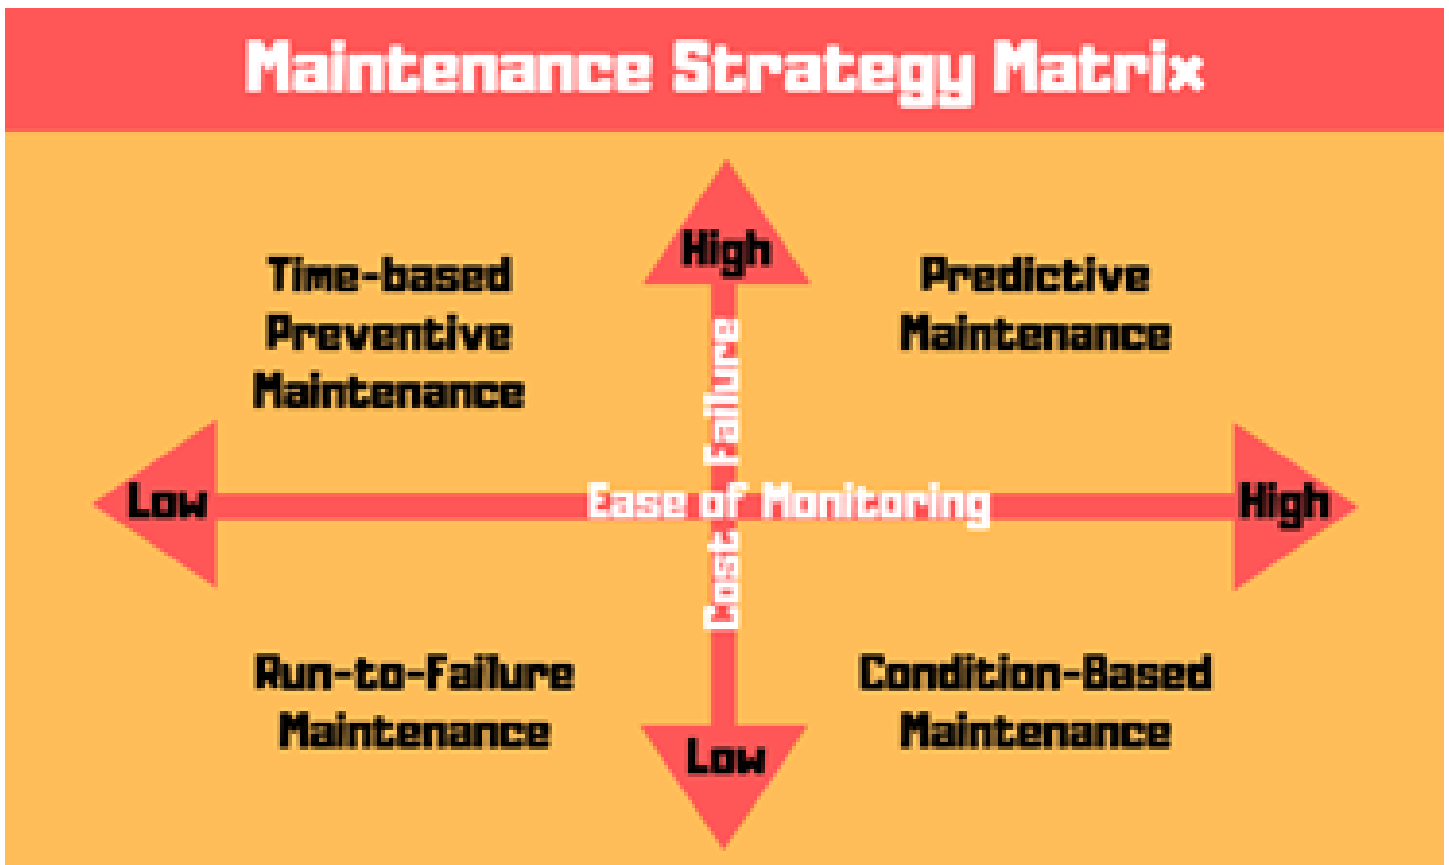 Maintenance Strategy Matrix
High
Time-based
Preventive
Maintenance
Predictive
Maintenance
Cost Failure
Low
Ease of Monitoring
High
Run-to-Failure
Maintenance
Condition-Based
Maintenance
Low